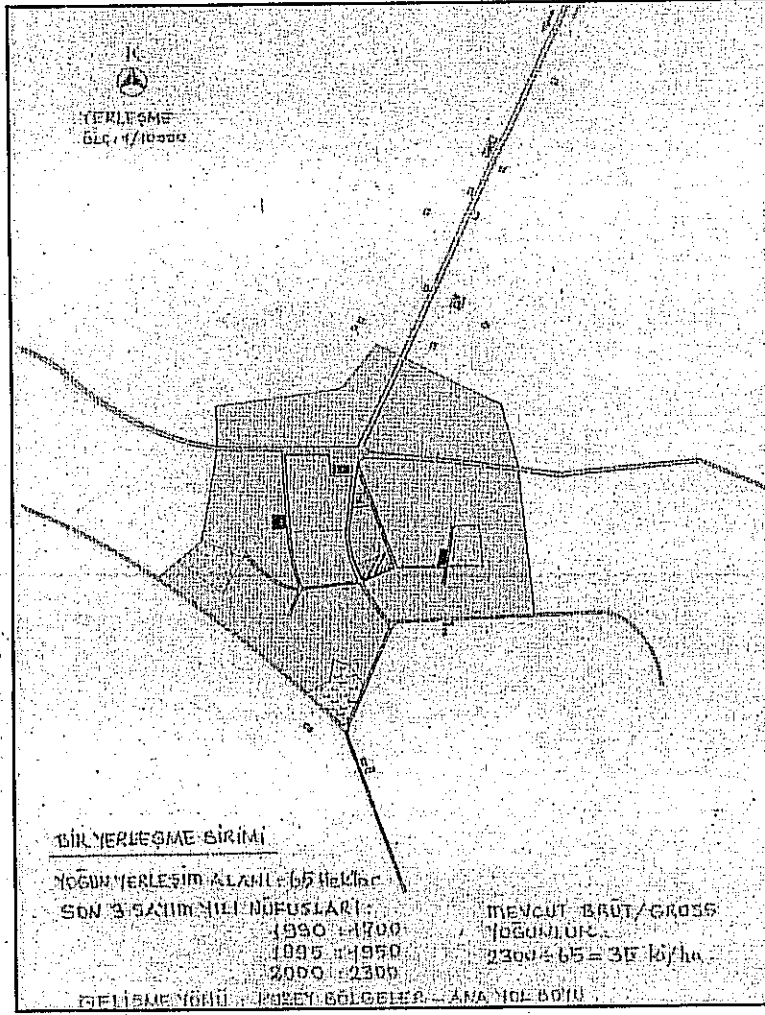 YERLEŞME
ÖLÇ: 1/10000
BİR YERLEŞME BİRİMİ
YOĞUN YERLEŞİM ALANI: 65 Hektar
SON 3 SAYIM YILI NÜFUSLARI:
1990 : 1700
1995 : 1950
2000 : 2300
MEVCUT BRÜT/GROSS
YOĞUNLUK:
2300 ÷ 65 = 35 ki/ha
GELİŞME YÖNÜ : KUZEY BÖLGELER - ANA YOL BOYU